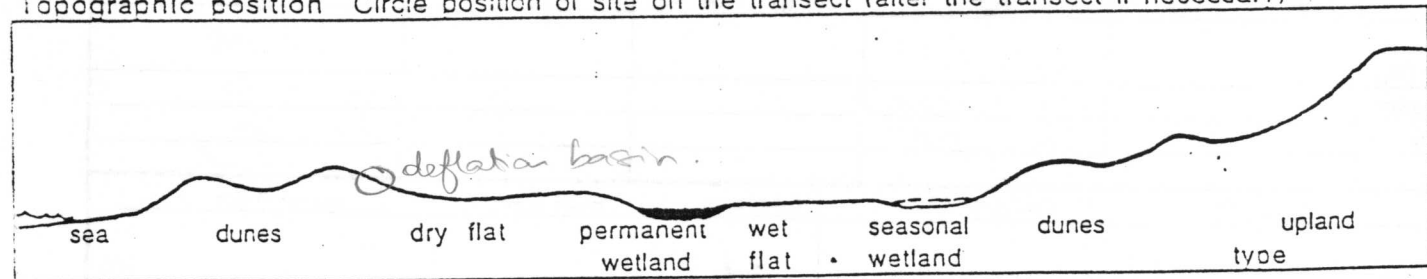 Topographic position Circle position of site on the transect (alter the transect if necessary)
deflation basin.
sea dunes dry flat permanent wet seasonal dunes upland
wetland flat wetland type